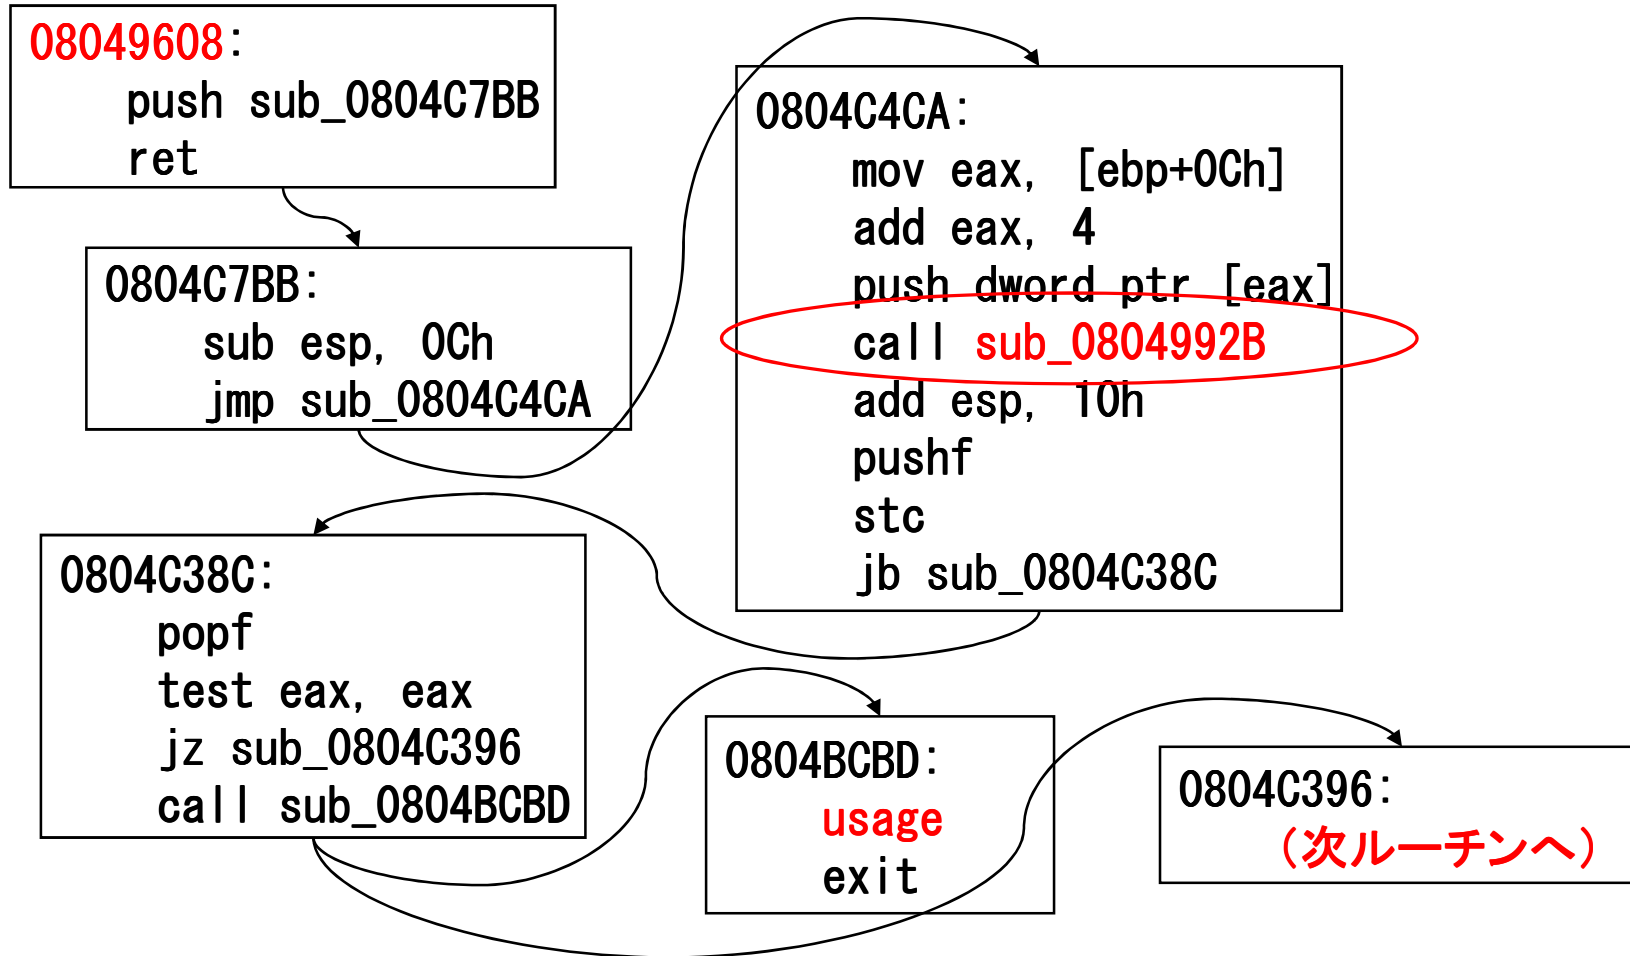 08049608:
push sub_0804C7BB
ret
0804C7BB:
sub esp, 0Ch
jmp sub_0804C4CA
0804C4CA:
mov eax, [ebp+0Ch]
add eax, 4
push dword ptr [eax]
call sub_0804992B
add esp, 10h
pushf
stc
jb sub_0804C38C
0804C38C:
popf
test eax, eax
jz sub_0804C396
call sub_0804BCBD
0804BCBD:
usage
exit
0804C396:
(次ルーチンへ)